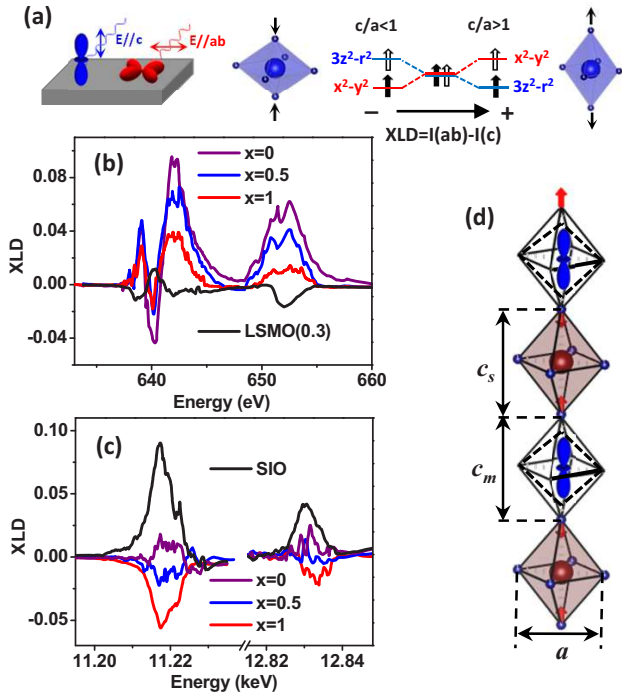 (a)
E//c
E//ab
c/a<1
c/a>1
3z²-r²
x²-y²
x²-y²
3z²-r²
− +
XLD=I(ab)-I(c)
(b)
XLD
0.08
0.04
0.00
-0.04
x=0
x=0.5
x=1
LSMO(0.3)
640 650 660
Energy (eV)
(c)
XLD
0.10
0.05
0.00
-0.05
SIO
x=0
x=0.5
x=1
11.20 11.22 12.82 12.84
Energy (keV)
(d)
cₛ
cₘ
a